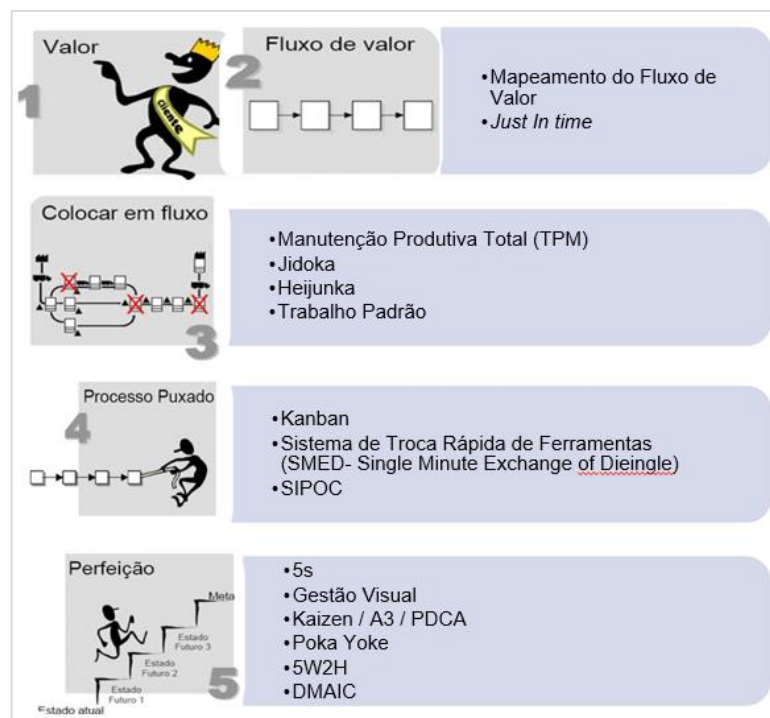 Valor
1
Cliente
Fluxo de valor
2
•Mapeamento do Fluxo de
Valor
•Just In time
Colocar em fluxo
3
•Manutenção Produtiva Total (TPM)
•Jidoka
•Heijunka
•Trabalho Padrão
Processo Puxado
4
•Kanban
•Sistema de Troca Rápida de Ferramentas
(SMED- Single Minute Exchange of Dieingle)
•SIPOC
Perfeição
Meta
Estado
Futuro 3
Estado
Futuro 2
Estado
Futuro 1
Estado atual
5
•5s
•Gestão Visual
•Kaizen / A3 / PDCA
•Poka Yoke
•5W2H
•DMAIC